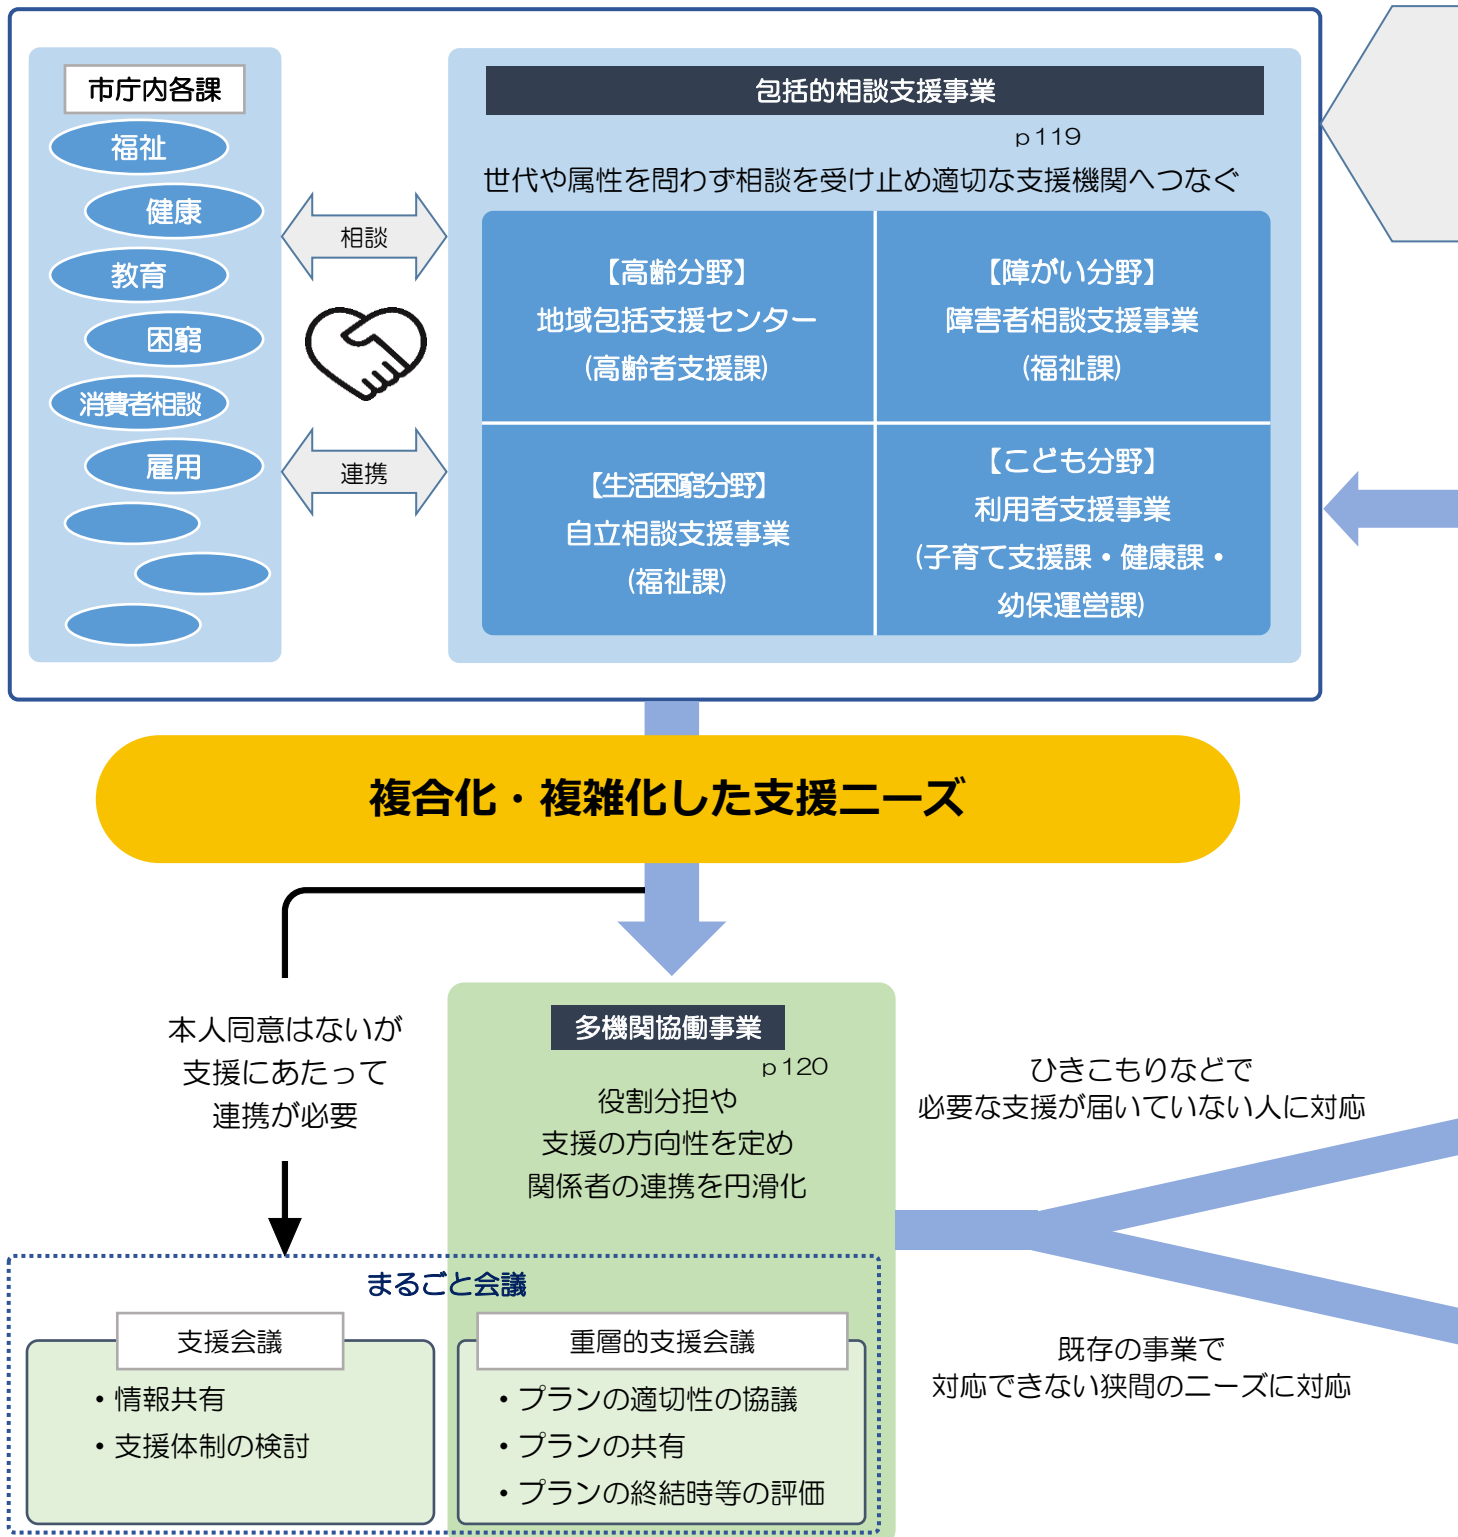 市庁内各課
福祉
健康
教育
困窮
消費者相談
雇用
相談
連携
包括的相談支援事業
p119
世代や属性を問わず相談を受け止め適切な支援機関へつなぐ
【高齢分野】
地域包括支援センター
(高齢者支援課)
【障がい分野】
障害者相談支援事業
(福祉課)
【生活困窮分野】
自立相談支援事業
(福祉課)
【こども分野】
利用者支援事業
(子育て支援課・健康課・
幼保運営課)
複合化・複雑化した支援ニーズ
本人同意はないが
支援にあたって
連携が必要
多機関協働事業
p120
役割分担や
支援の方向性を定め
関係者の連携を円滑化
ひきこもりなどで
必要な支援が届いていない人に対応
まるごと会議
支援会議
・情報共有
・支援体制の検討
重層的支援会議
・プランの適切性の協議
・プランの共有
・プランの終結時等の評価
既存の事業で
対応できない狭間のニーズに対応